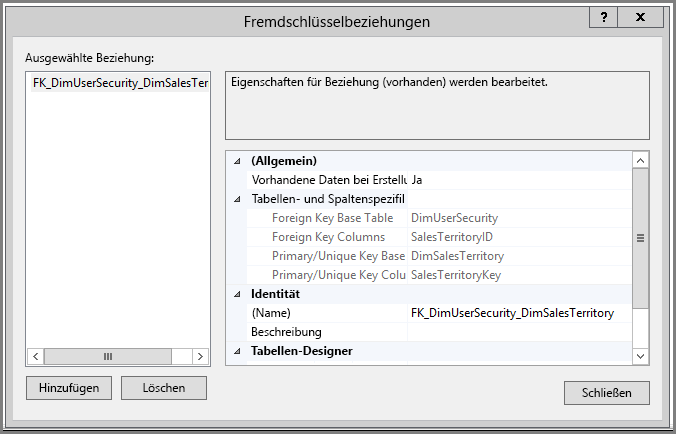 Fremdschlüsselbeziehungen
? x
Ausgewählte Beziehung:
FK_DimUserSecurity_DimSalesTer
Eigenschaften für Beziehung (vorhanden) werden bearbeitet.
(Allgemein)
Vorhandene Daten bei Erstellu Ja
Tabellen- und Spaltenspezifil
Foreign Key Base Table DimUserSecurity
Foreign Key Columns SalesTerritoryID
Primary/Unique Key Base DimSalesTerritory
Primary/Unique Key Colu SalesTerritoryKey
Identität
(Name) FK_DimUserSecurity_DimSalesTerritory
Beschreibung
Tabellen-Designer
Hinzufügen Löschen
Schließen